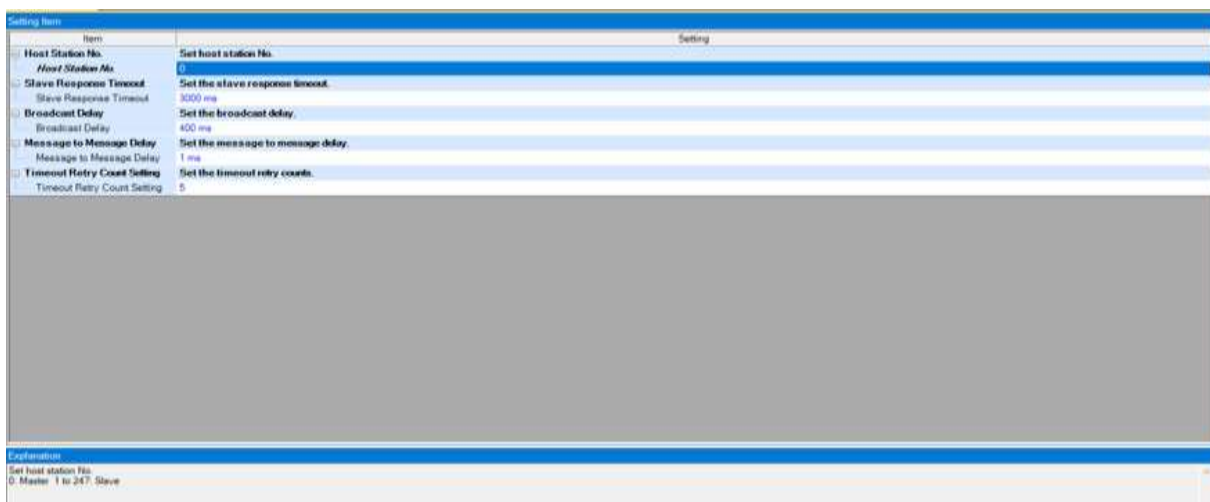 Setting Item
Item Setting
Host Station No. Set host station No.
Host Station No. 0
Slave Response Timeout Set the slave response timeout.
Slave Response Timeout 3000 ms
Broadcast Delay Set the broadcast delay.
Broadcast Delay 400 ms
Message to Message Delay Set the message to message delay.
Message to Message Delay 1 ms
Timeout Retry Count Setting Set the timeout retry counts.
Timeout Retry Count Setting 5
Explanation
Set host station No.
0: Master 1 to 247: Slave